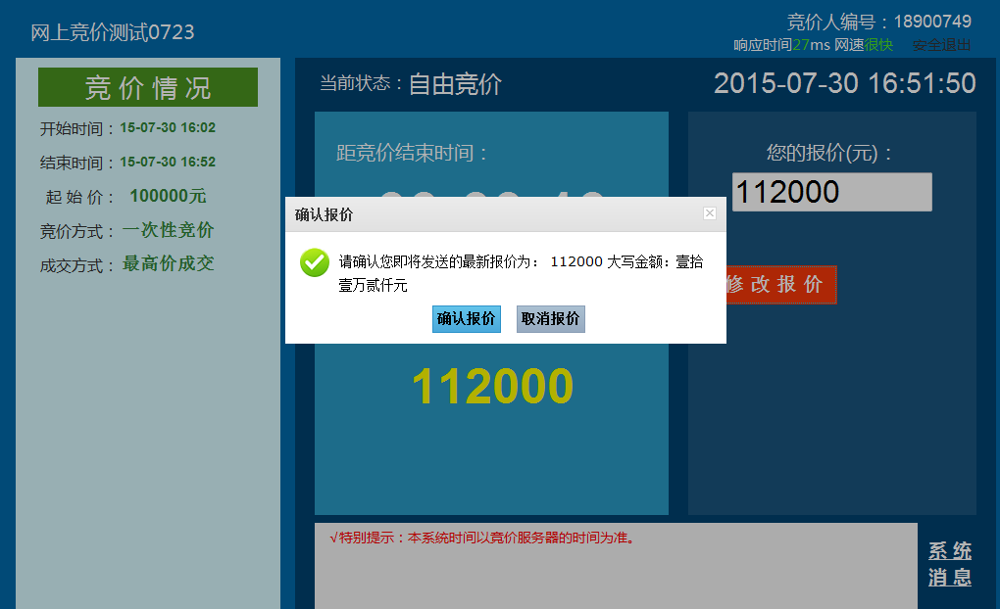 网上竞价测试0723
竞价人编号：18900749
响应时间27ms 网速很快 安全退出
竞价情况
开始时间：15-07-30 16:02
结束时间：15-07-30 16:52
起始价：100000元
竞价方式：一次性竞价
成交方式：最高价成交
当前状态：自由竞价
2015-07-30 16:51:50
距竞价结束时间：
您的报价(元)：
112000
修改报价
确认报价
请确认您即将发送的最新报价为： 112000 大写金额：壹拾
壹万贰仟元
确认报价 取消报价
112000
√特别提示：本系统时间以竞价服务器的时间为准。
系统
消息